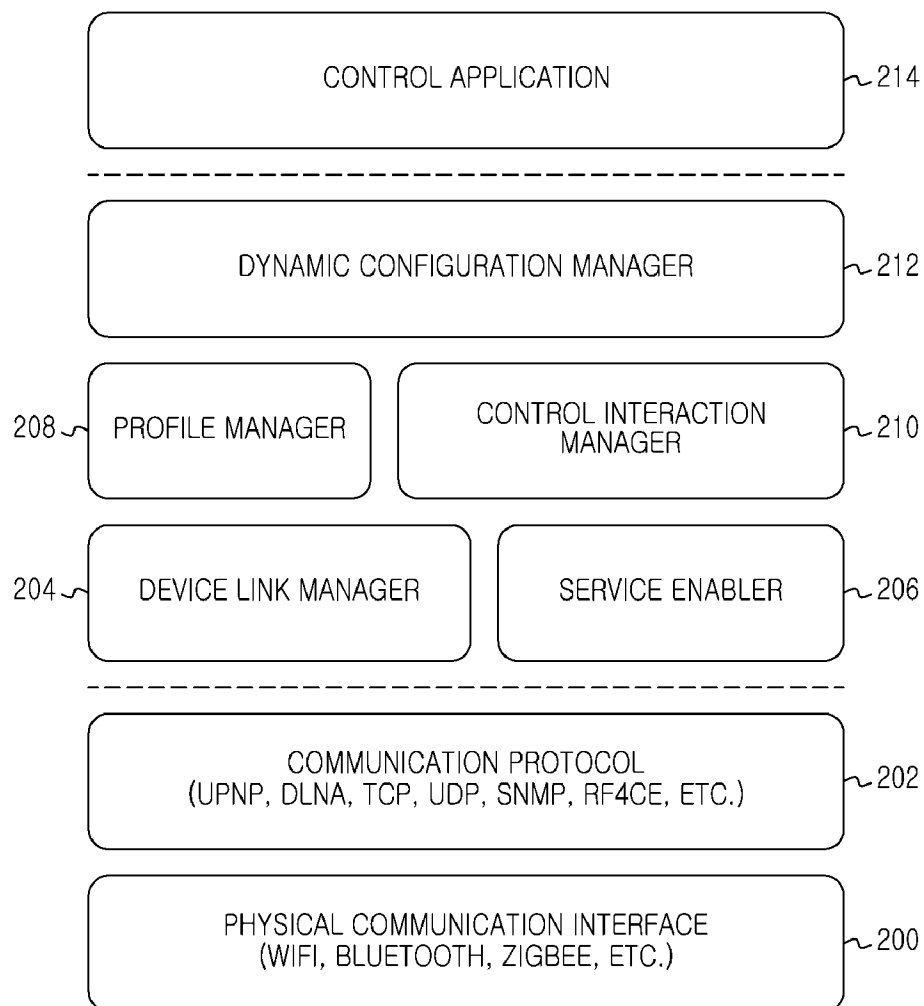 CONTROL APPLICATION
214
DYNAMIC CONFIGURATION MANAGER
212
208
PROFILE MANAGER
CONTROL INTERACTION
MANAGER
210
204
DEVICE LINK MANAGER
SERVICE ENABLER
206
COMMUNICATION PROTOCOL
(UPNP, DLNA, TCP, UDP, SNMP, RF4CE, ETC.)
202
PHYSICAL COMMUNICATION INTERFACE
(WIFI, BLUETOOTH, ZIGBEE, ETC.)
200